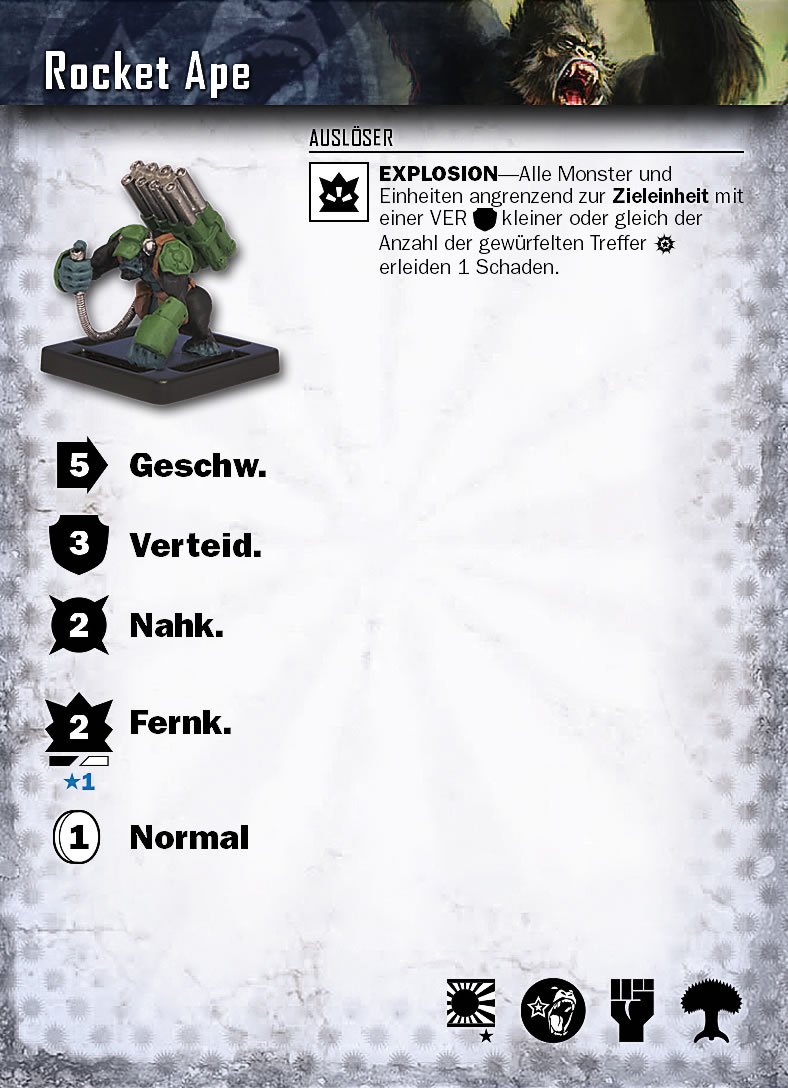 Rocket Ape
AUSLÖSER
EXPLOSION—Alle Monster und
Einheiten angrenzend zur Zieleinheit mit
einer VER kleiner oder gleich der
Anzahl der gewürfelten Treffer
erleiden 1 Schaden.
5 Geschw.
3 Verteid.
2 Nahk.
2 Fernk.
★1
1 Normal